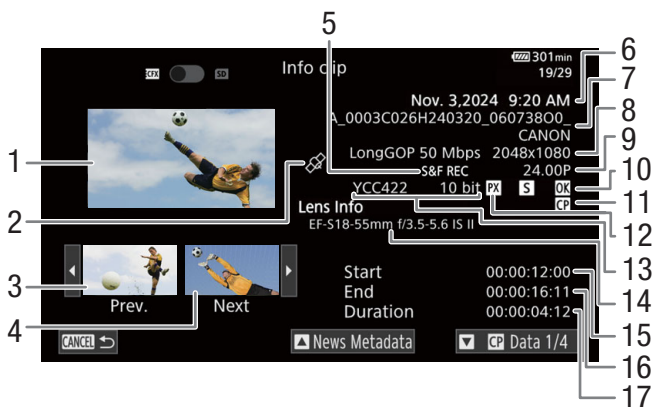 5
301min
6
CFX SD
Info clip
19/29
7
Nov. 3,2024 9:20 AM
8
A_0003C026H240320_060738O0_
CANON
9
LongGOP 50 Mbps 2048x1080
1
S&F REC 24.00P
10
YCC422 10 bit PX S OK
11
2
Lens Info CP
12
EF-S18-55mm f/3.5-5.6 IS II
13
3
Start 00:00:12:00
14
End 00:00:16:11
4
Prev. Next
Duration 00:00:04:12
15
CANCEL
News Metadata
CP Data 1/4
16
17